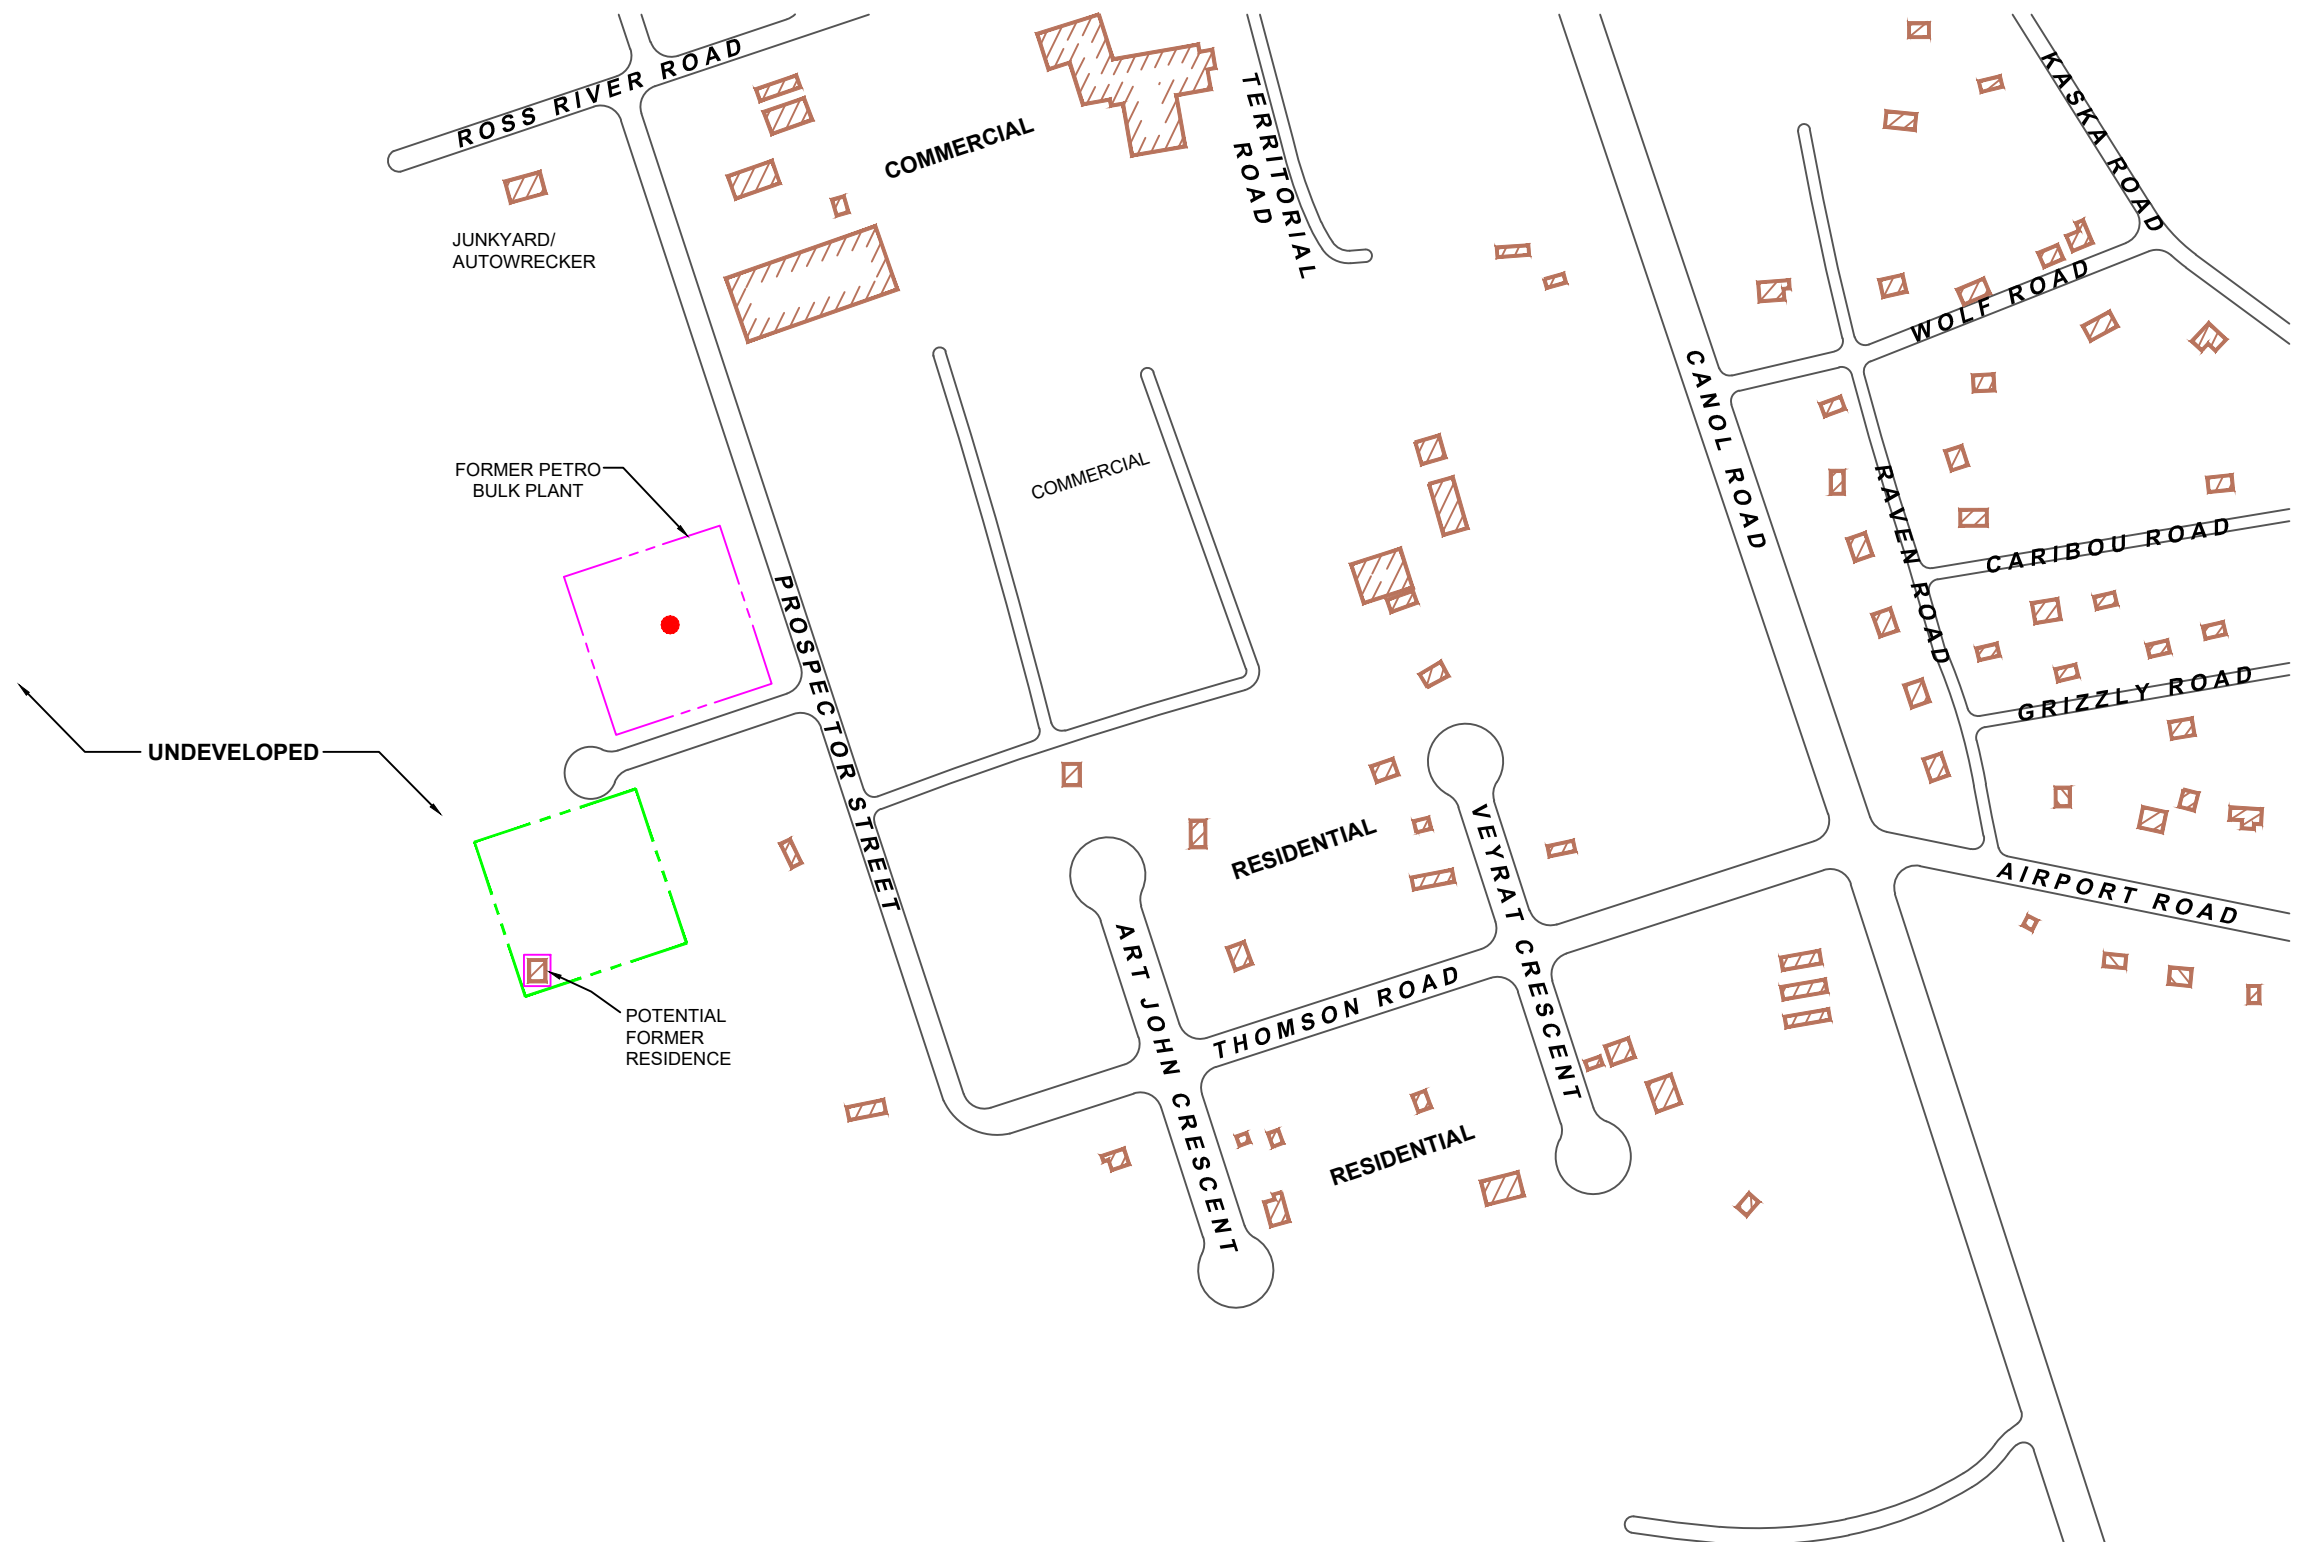 ROSS RIVER ROAD
COMMERCIAL
TERRITORIAL
ROAD
KASKA ROAD
JUNKYARD/
AUTOWRECKER
WOLF ROAD
CANOL ROAD
FORMER PETRO
BULK PLANT
COMMERCIAL
RAVEN ROAD
CARIBOU ROAD
PROSPECTOR STREET
GRIZZLY ROAD
UNDEVELOPED
RESIDENTIAL
VEYRAT CRESCENT
AIRPORT ROAD
ART JOHN CRESCENT
THOMSON ROAD
POTENTIAL
FORMER
RESIDENCE
RESIDENTIAL